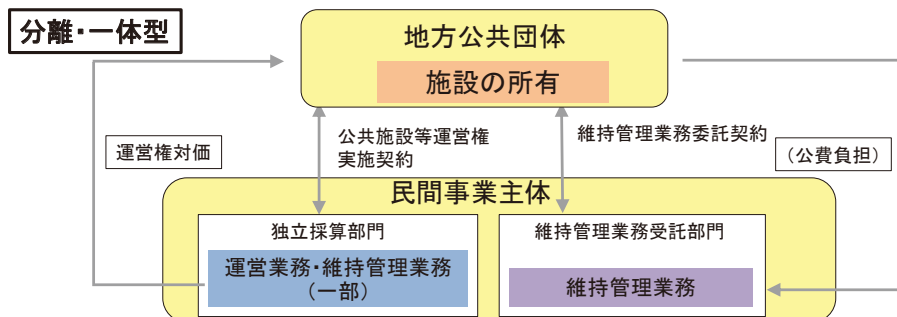 分離・一体型
地方公共団体
施設の所有
運営権対価
公共施設等運営権
実施契約
維持管理業務委託契約
（公費負担）
民間事業主体
独立採算部門
運営業務・維持管理業務
（一部）
維持管理業務受託部門
維持管理業務